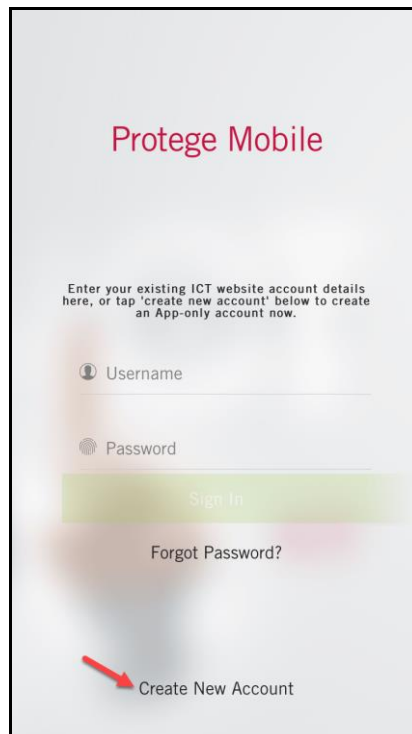 Protege Mobile
Enter your existing ICT website account details
here, or tap 'create new account' below to create
an App-only account now.
Username
Password
Sign In
Forgot Password?
Create New Account